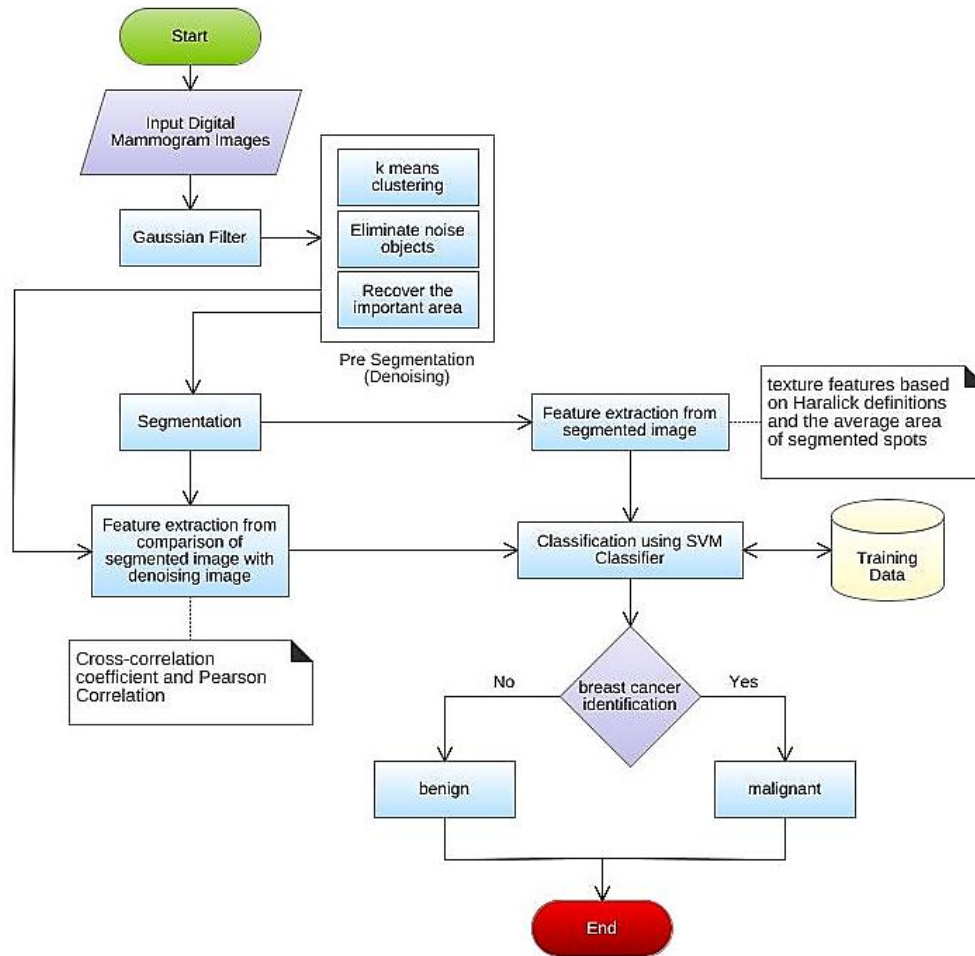 Start
Input Digital
Mammogram Images
k means
clustering
Gaussian Filter
Eliminate noise
objects
Recover the
important area
Pre Segmentation
(Denoising)
Segmentation
Feature extraction from
segmented image
texture features based
on Haralick definitions
and the average area
of segmented spots
Feature extraction from
comparison of
segmented image with
denoising image
Classification using SVM
Classifier
Training
Data
Cross-correlation
coefficient and Pearson
Correlation
No
breast cancer
identification
Yes
benign
malignant
End